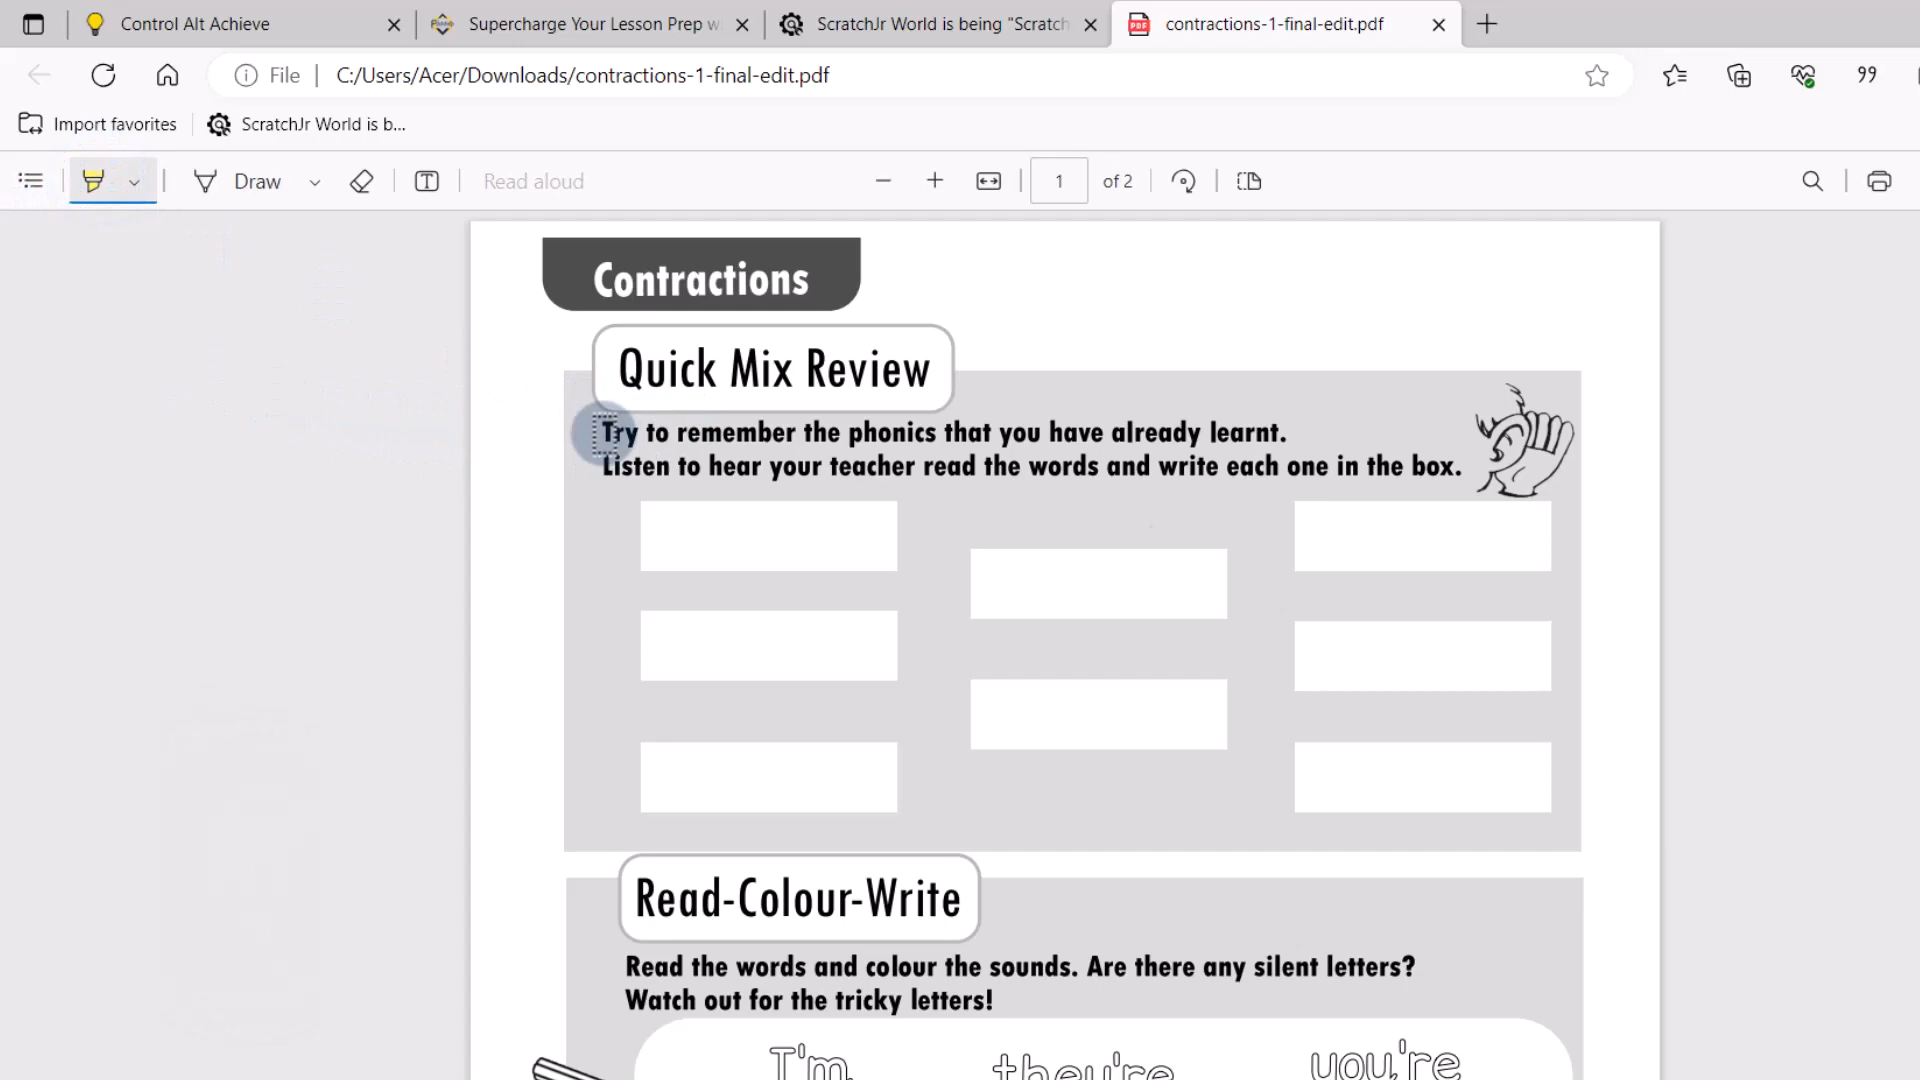 Control Alt Achieve
Supercharge Your Lesson Prep w
ScratchJr World is being "Scratch
contractions-1-final-edit.pdf
File
C:/Users/Acer/Downloads/contractions-1-final-edit.pdf
Import favorites
ScratchJr World is b...
Draw
Read aloud
1
of 2
Contractions
Quick Mix Review
Try to remember the phonics that you have already learnt.
Listen to hear your teacher read the words and write each one in the box.
Read-Colour-Write
Read the words and colour the sounds. Are there any silent letters?
Watch out for the tricky letters!
I'm they're you're